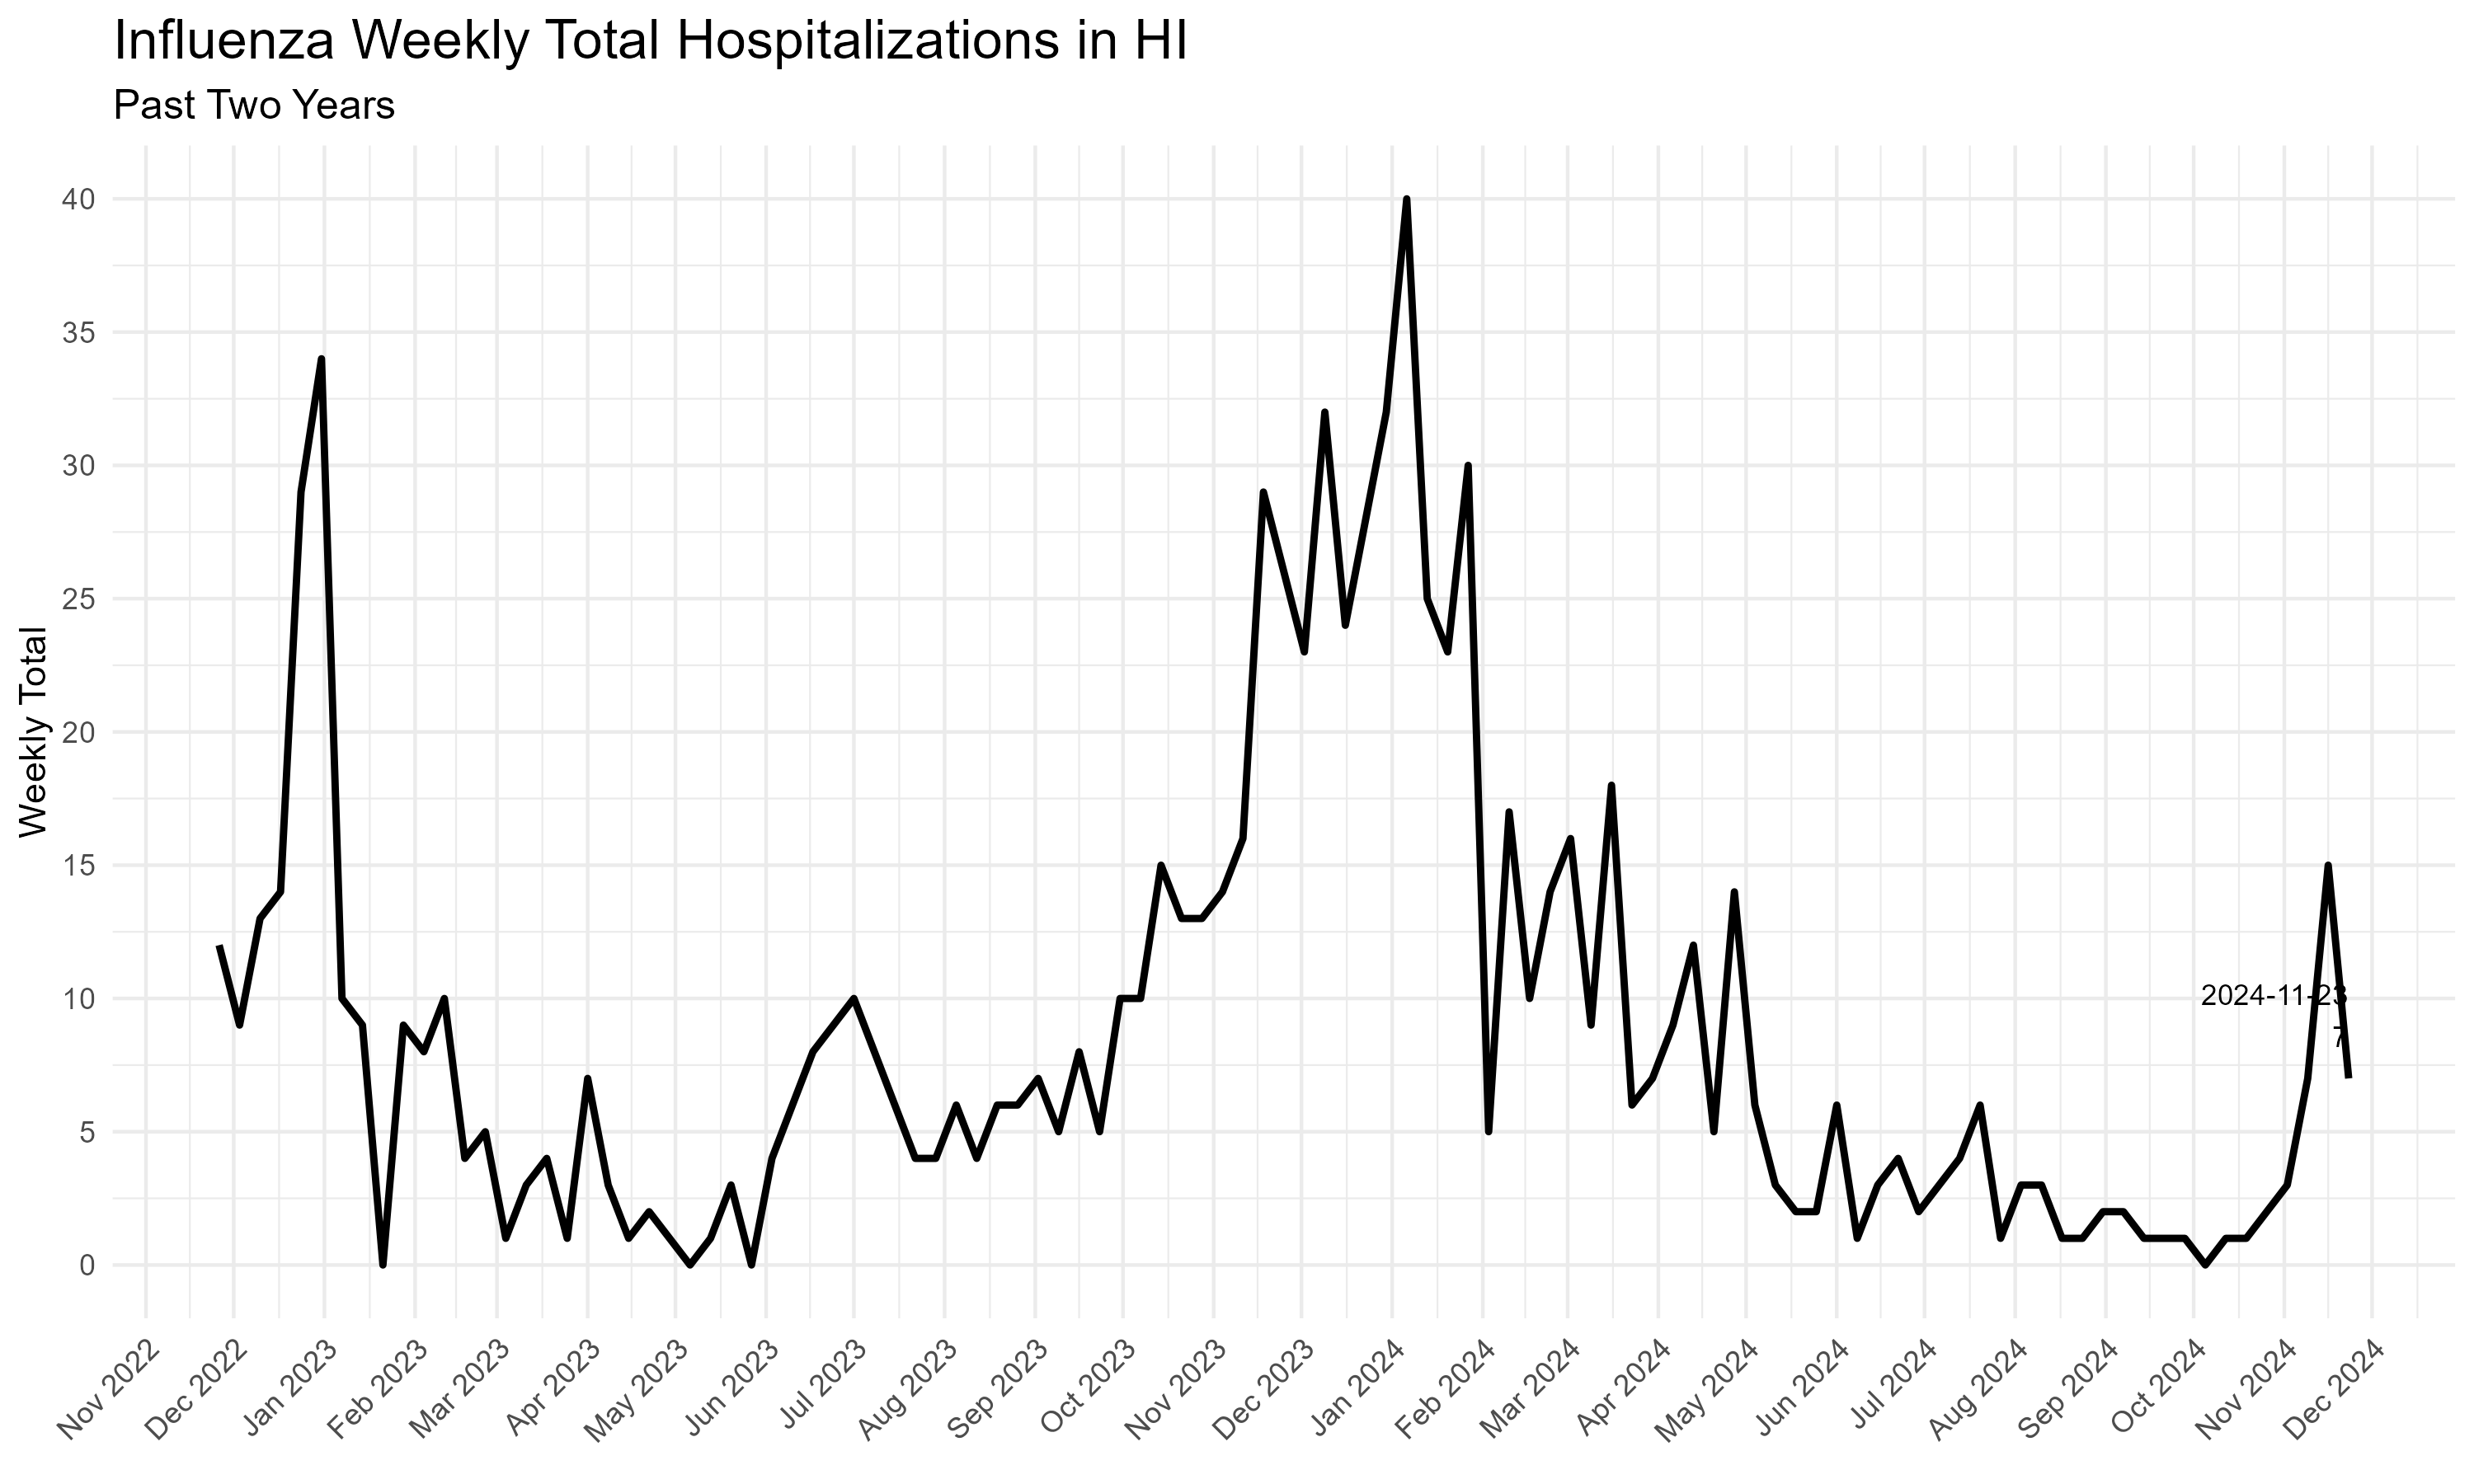 Influenza Weekly Total Hospitalizations in HI
Past Two Years
Weekly Total
40
35
30
25
20
15
10
5
0
2024-11-23
7
Nov 2022
Dec 2022
Jan 2023
Feb 2023
Mar 2023
Apr 2023
May 2023
Jun 2023
Jul 2023
Aug 2023
Sep 2023
Oct 2023
Nov 2023
Dec 2023
Jan 2024
Feb 2024
Mar 2024
Apr 2024
May 2024
Jun 2024
Jul 2024
Aug 2024
Sep 2024
Oct 2024
Nov 2024
Dec 2024